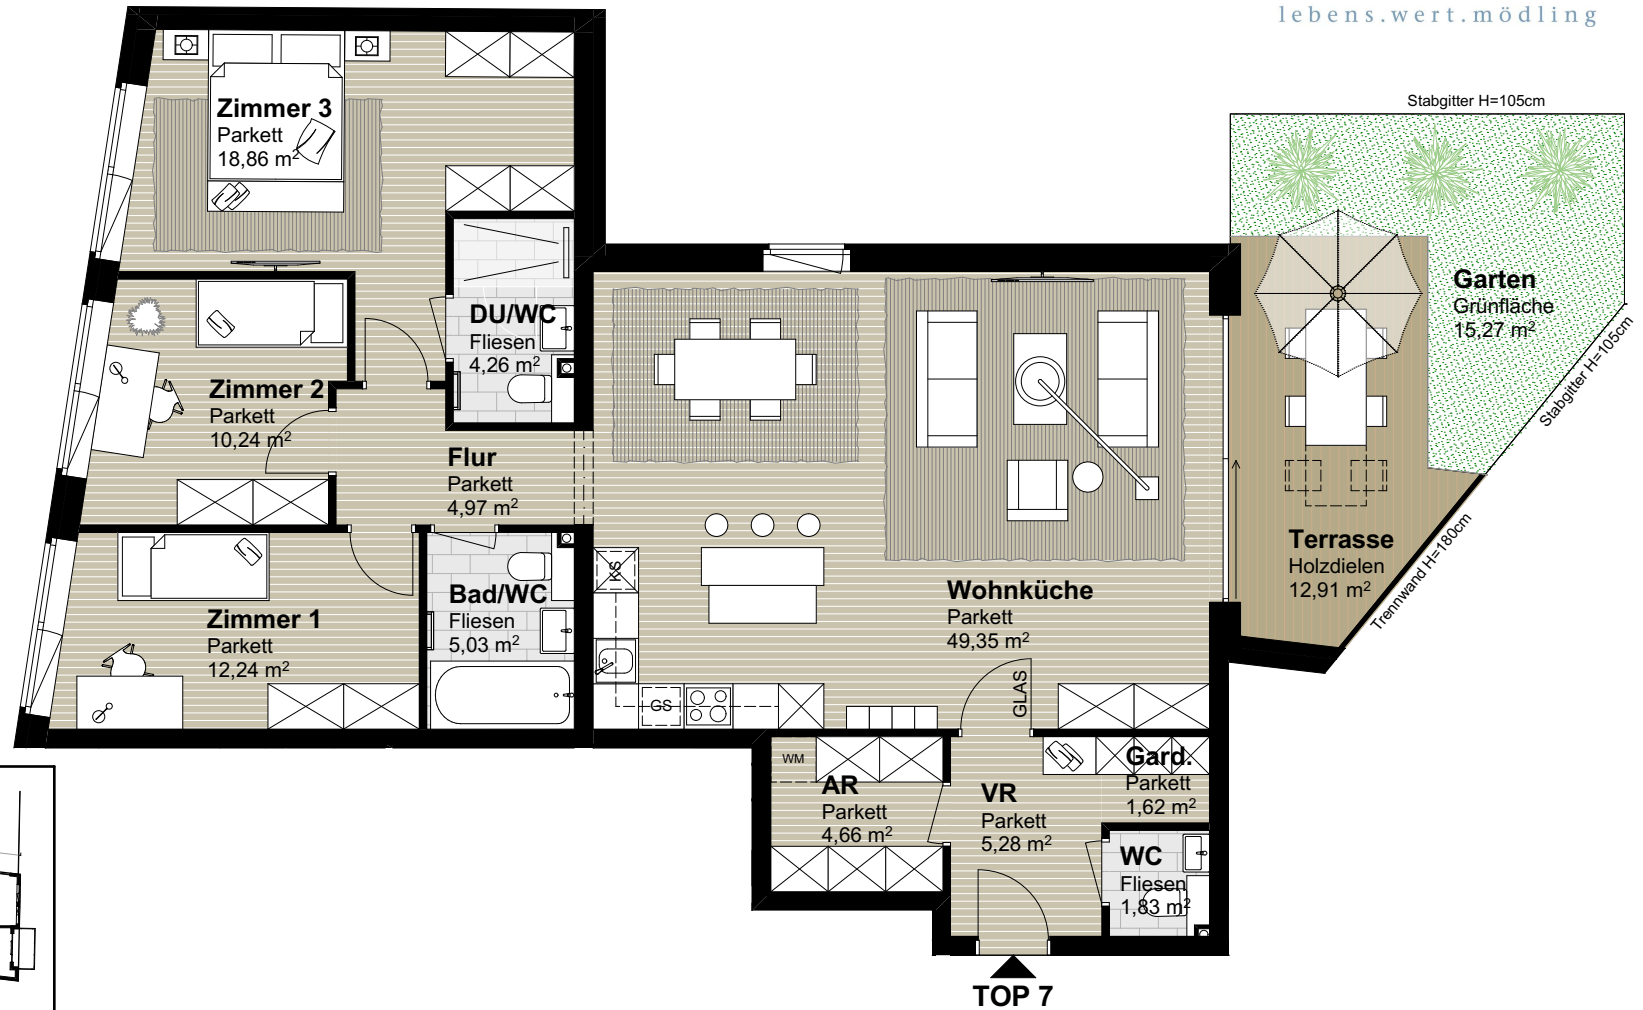 lebens.wert.mödling
Stabgitter H=105cm
Zimmer 3
Parkett
18,86 m²
Garten
Grünfläche
15,27 m²
Stabgitter H=105cm
DU/WC
Fliesen
4,26 m²
Zimmer 2
Parkett
10,24 m²
Flur
Parkett
4,97 m²
Terrasse
Holzdielen
12,91 m²
Trennwand H=180cm
KS
Wohnküche
Parkett
49,35 m²
Bad/WC
Fliesen
5,03 m²
Zimmer 1
Parkett
12,24 m²
GS
GLAS
WM
AR
Parkett
4,66 m²
VR
Parkett
5,28 m²
Gard.
Parkett
1,62 m²
WC
Fliesen
1,83 m²
TOP 7